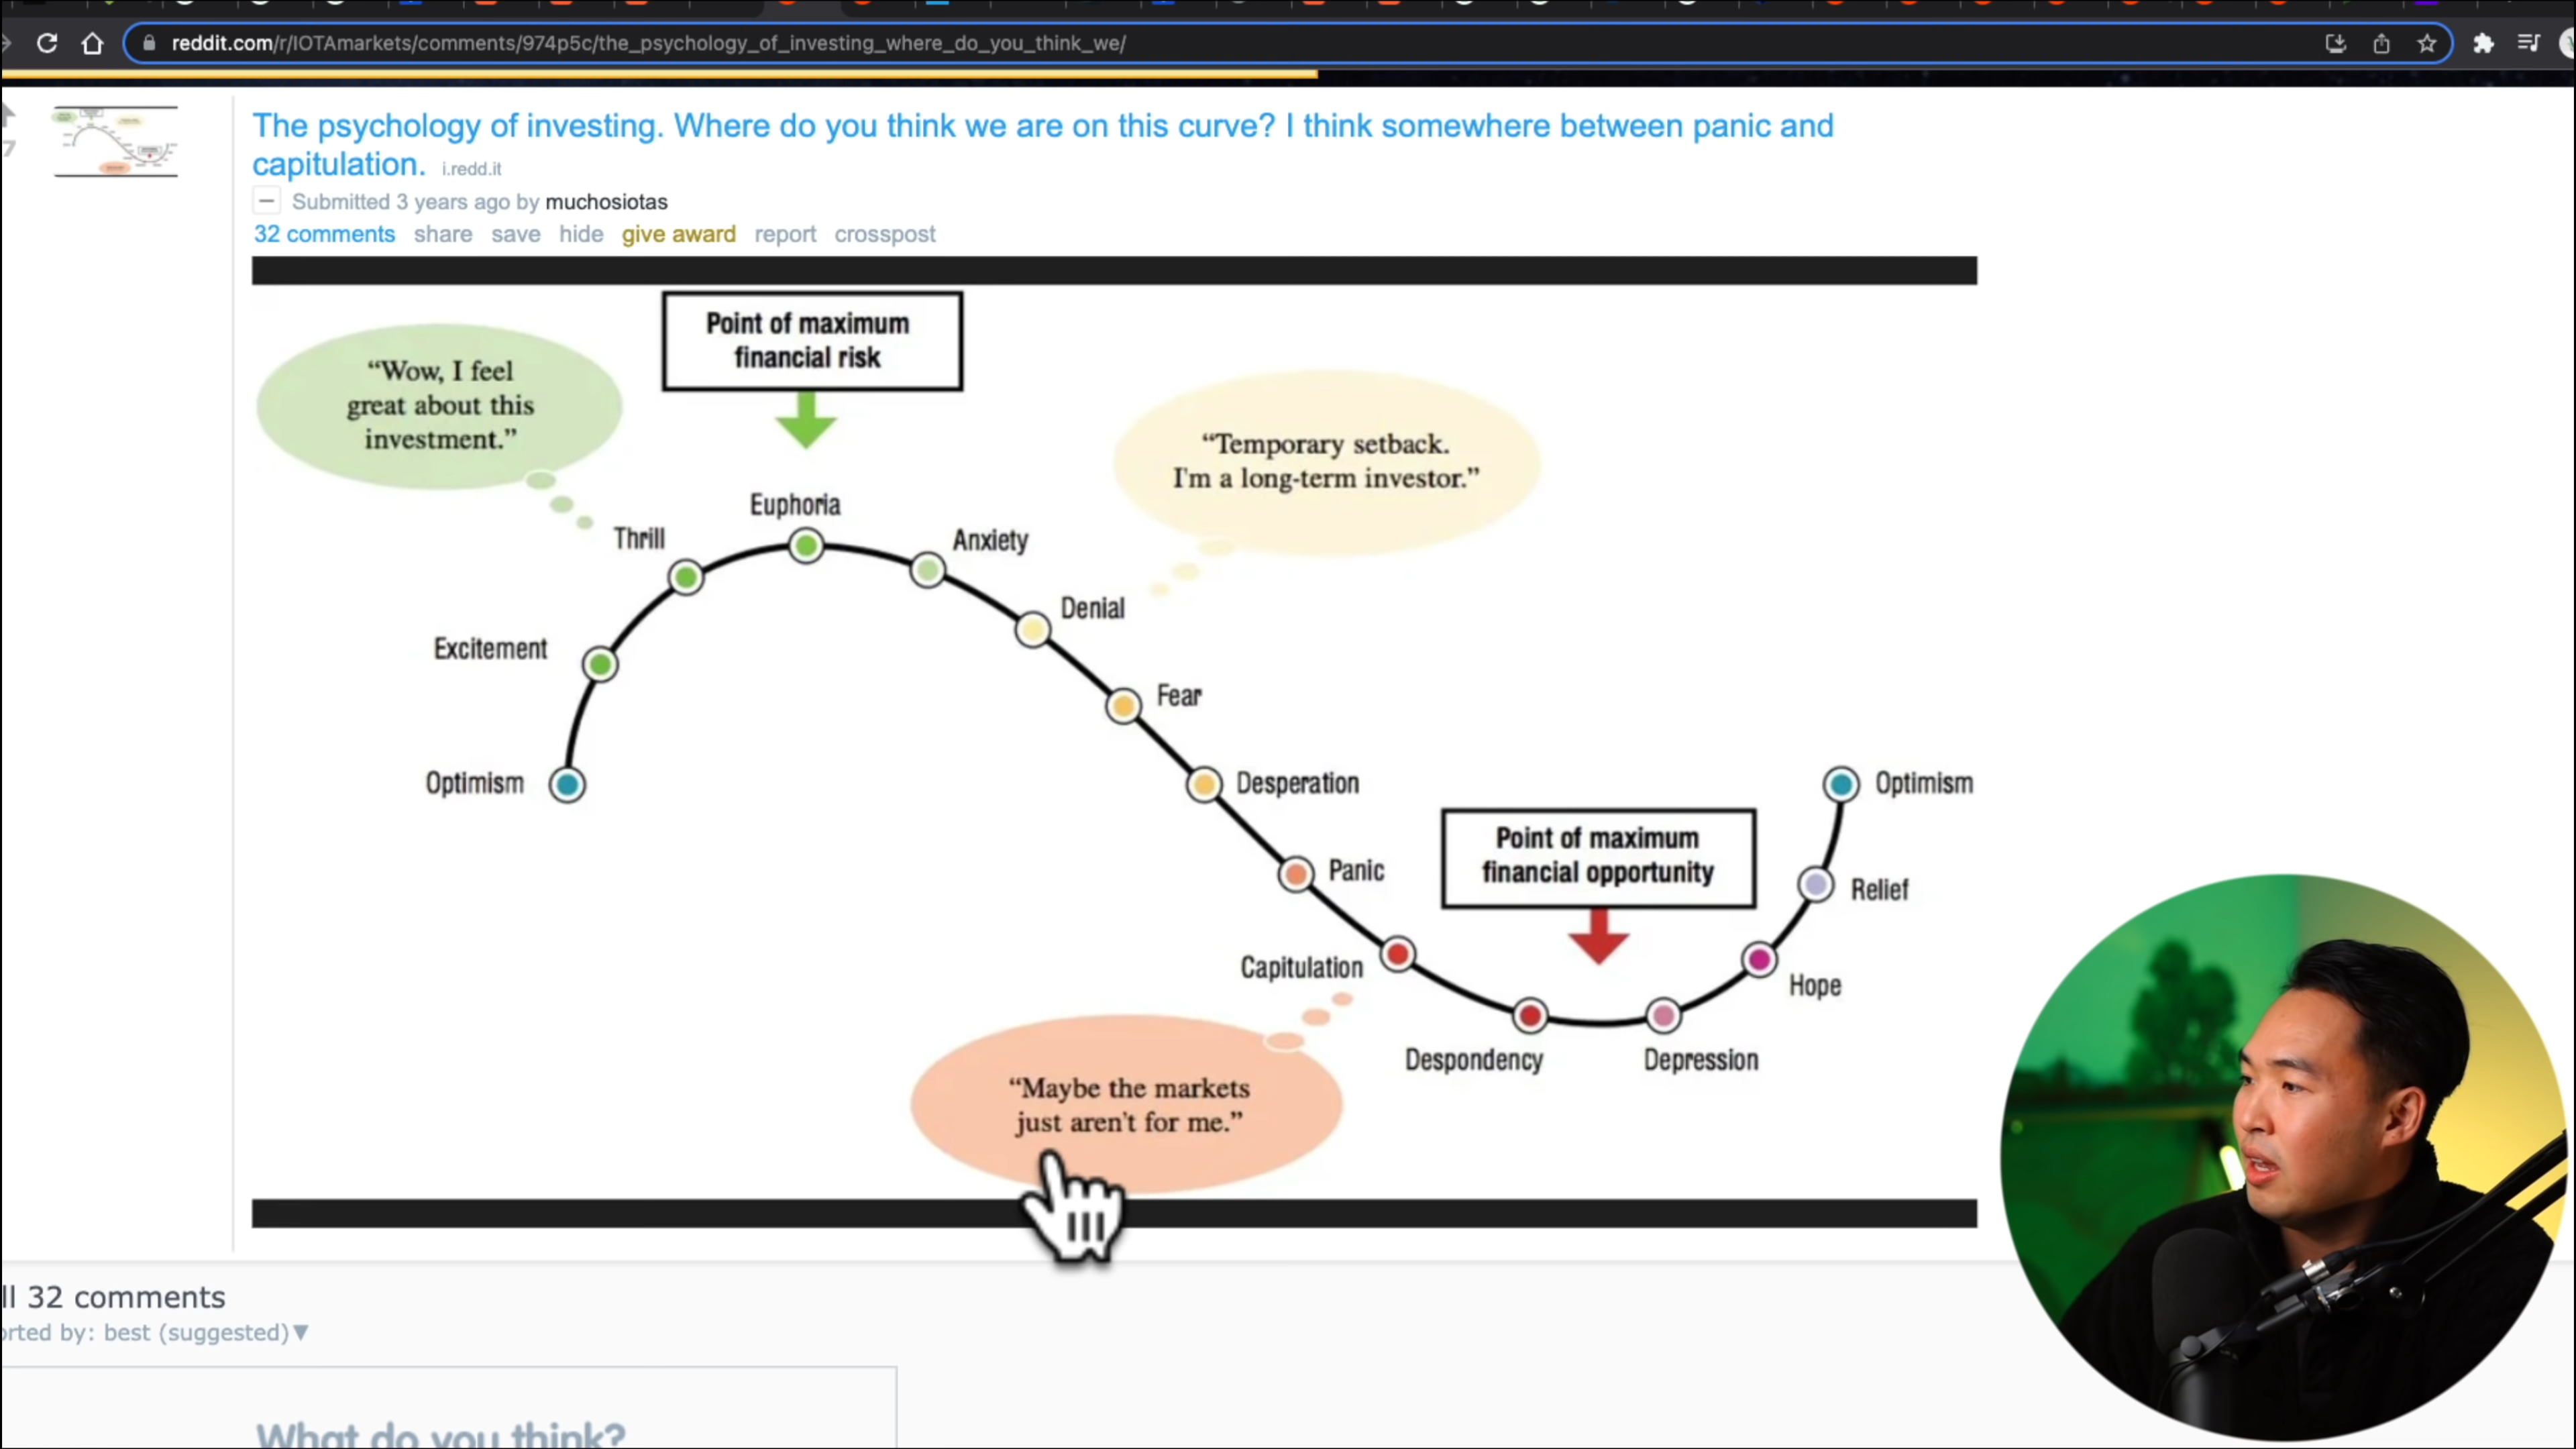 reddit.com/r/IOTAmarkets/comments/974p5c/the_psychology_of_investing_where_do_you_think_we/
The psychology of investing. Where do you think we are on this curve? I think somewhere between panic and
capitulation. i.redd.it
7
Submitted 3 years ago by muchosiotas
32 comments share save hide give award report crosspost
Point of maximum
financial risk
“Wow, I feel
great about this
investment.”
“Temporary setback.
I'm a long-term investor.”
Euphoria
Thrill
Anxiety
Denial
Excitement
Fear
Optimism
Desperation
Optimism
Point of maximum
financial opportunity
Panic
Relief
Capitulation
Hope
Despondency
Depression
“Maybe the markets
just aren't for me.”
ll 32 comments
orted by: best (suggested)▼
What do you think?